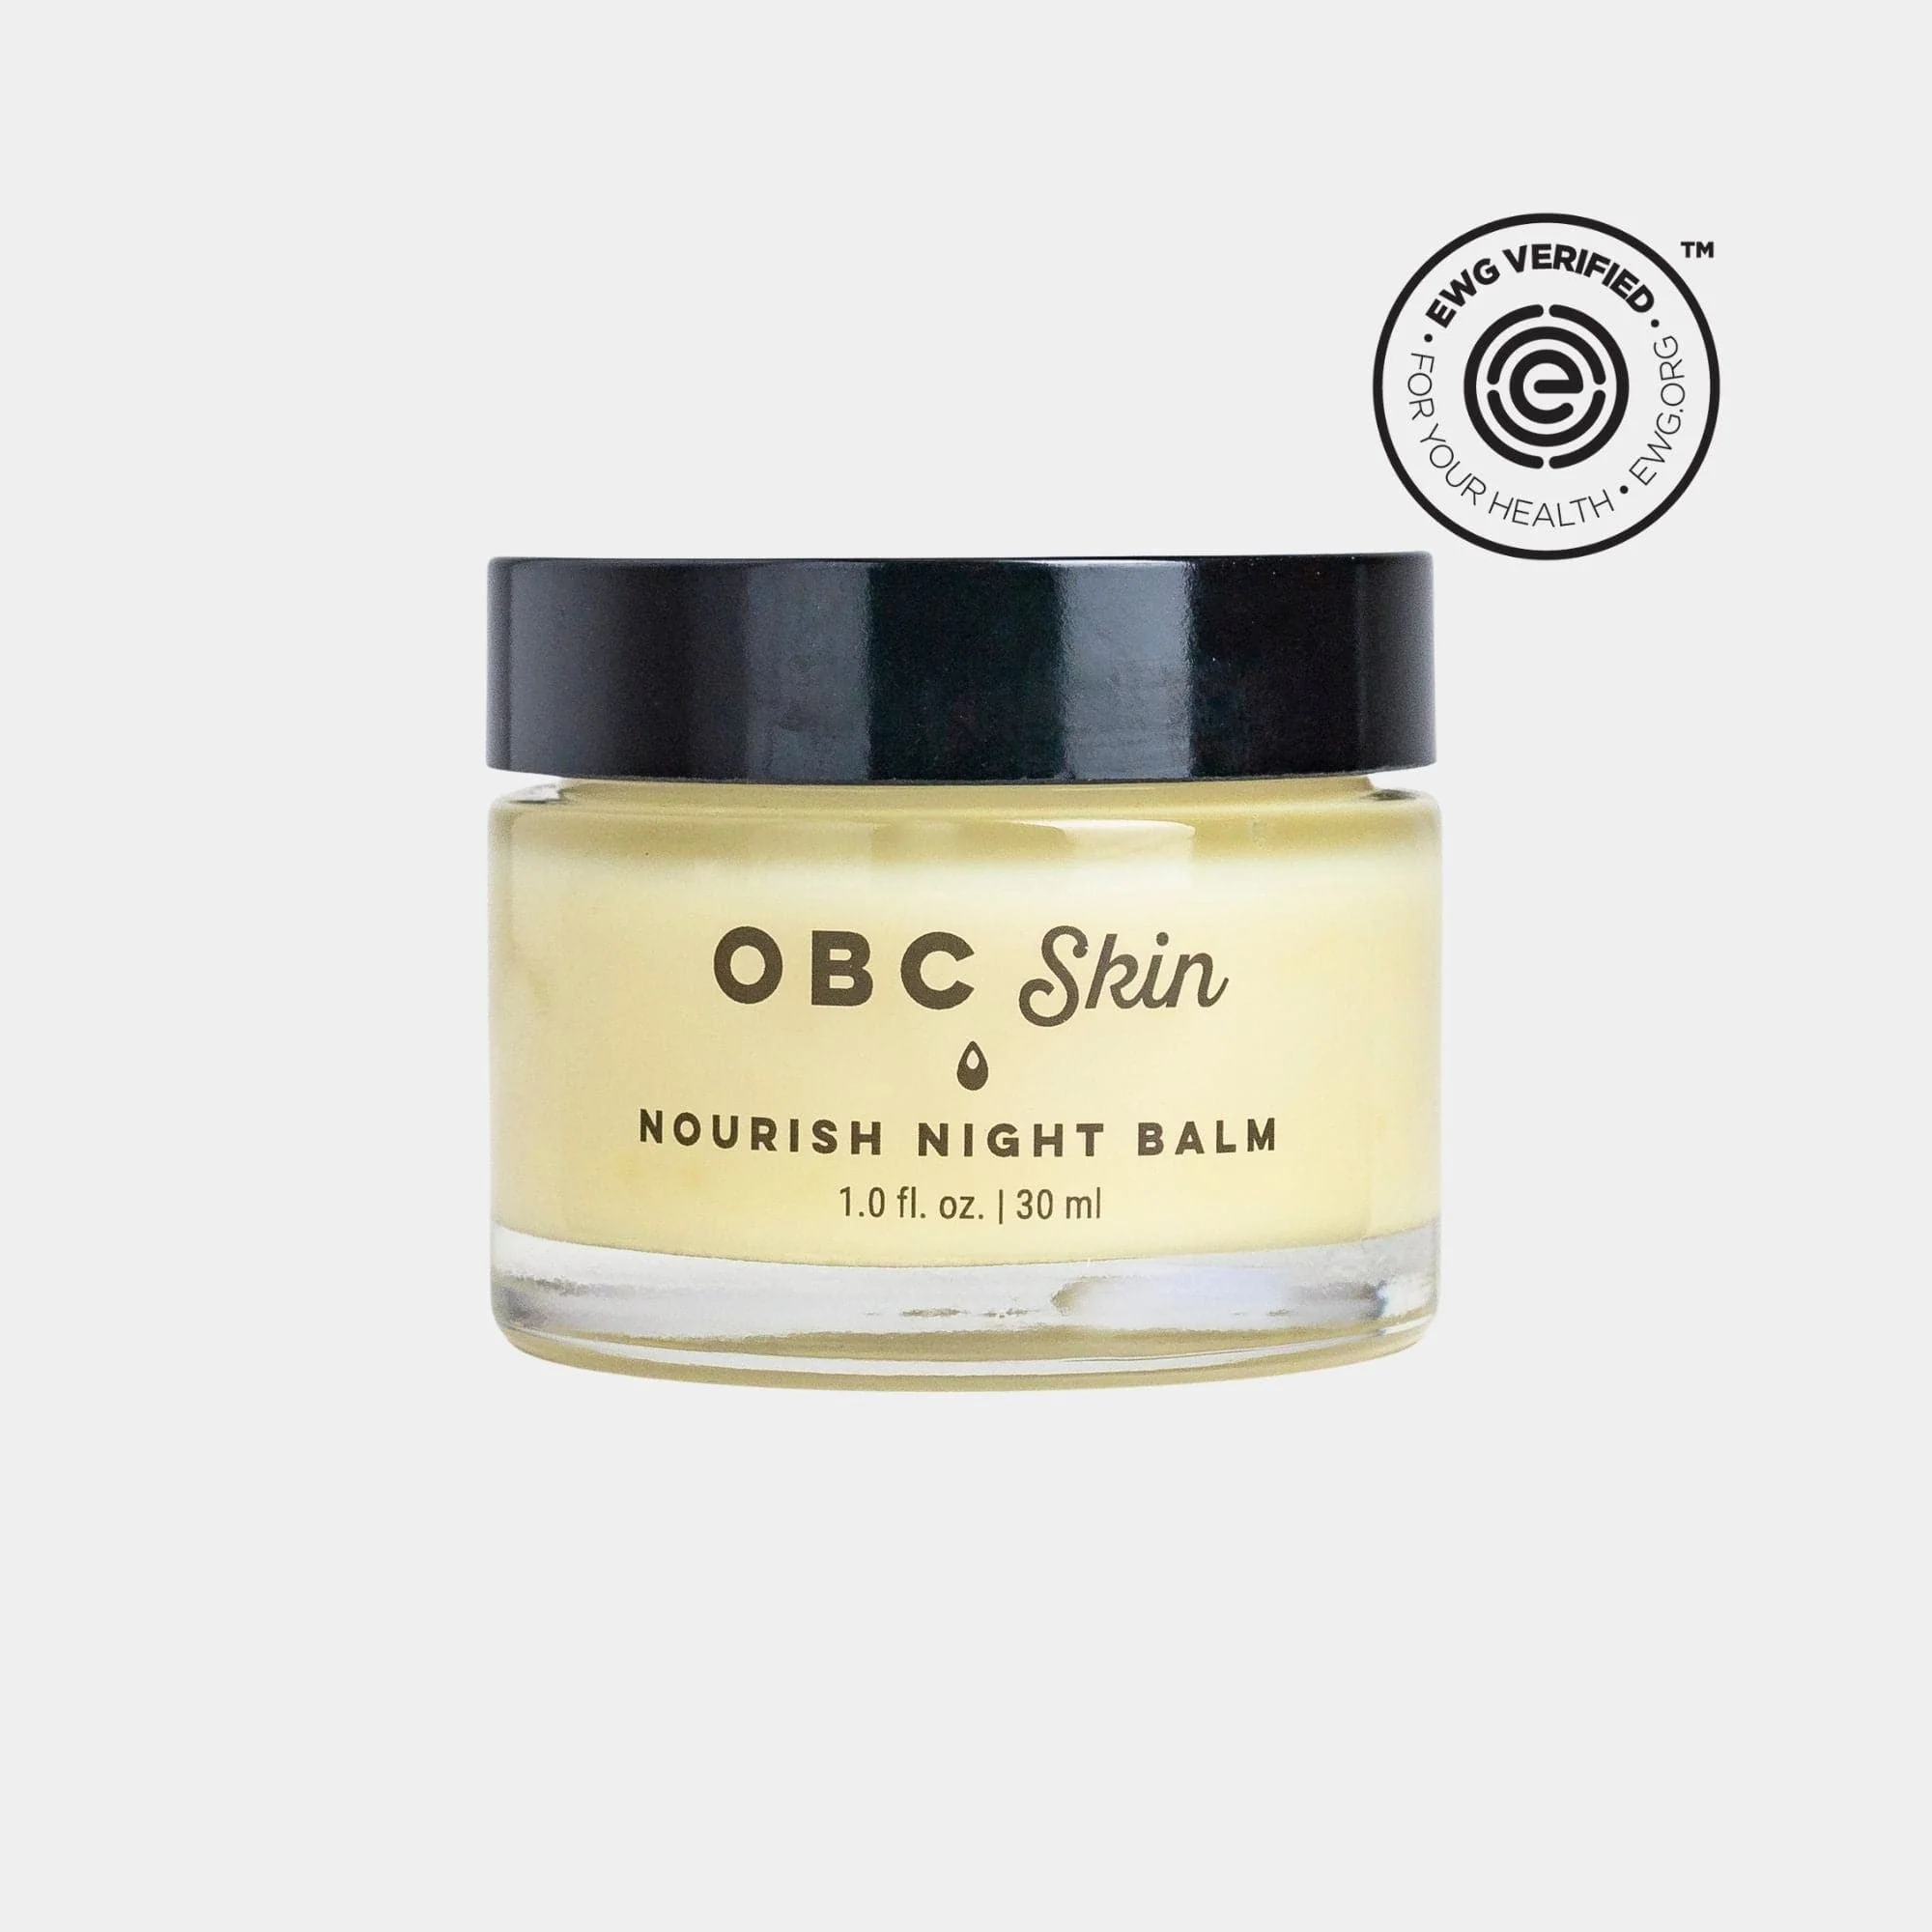 • EWG VERIFIED •
TM
FOR YOUR HEALTH • EWG.ORG
e
OBC Skin
NOURISH NIGHT BALM
1.0 fl. oz. | 30 ml